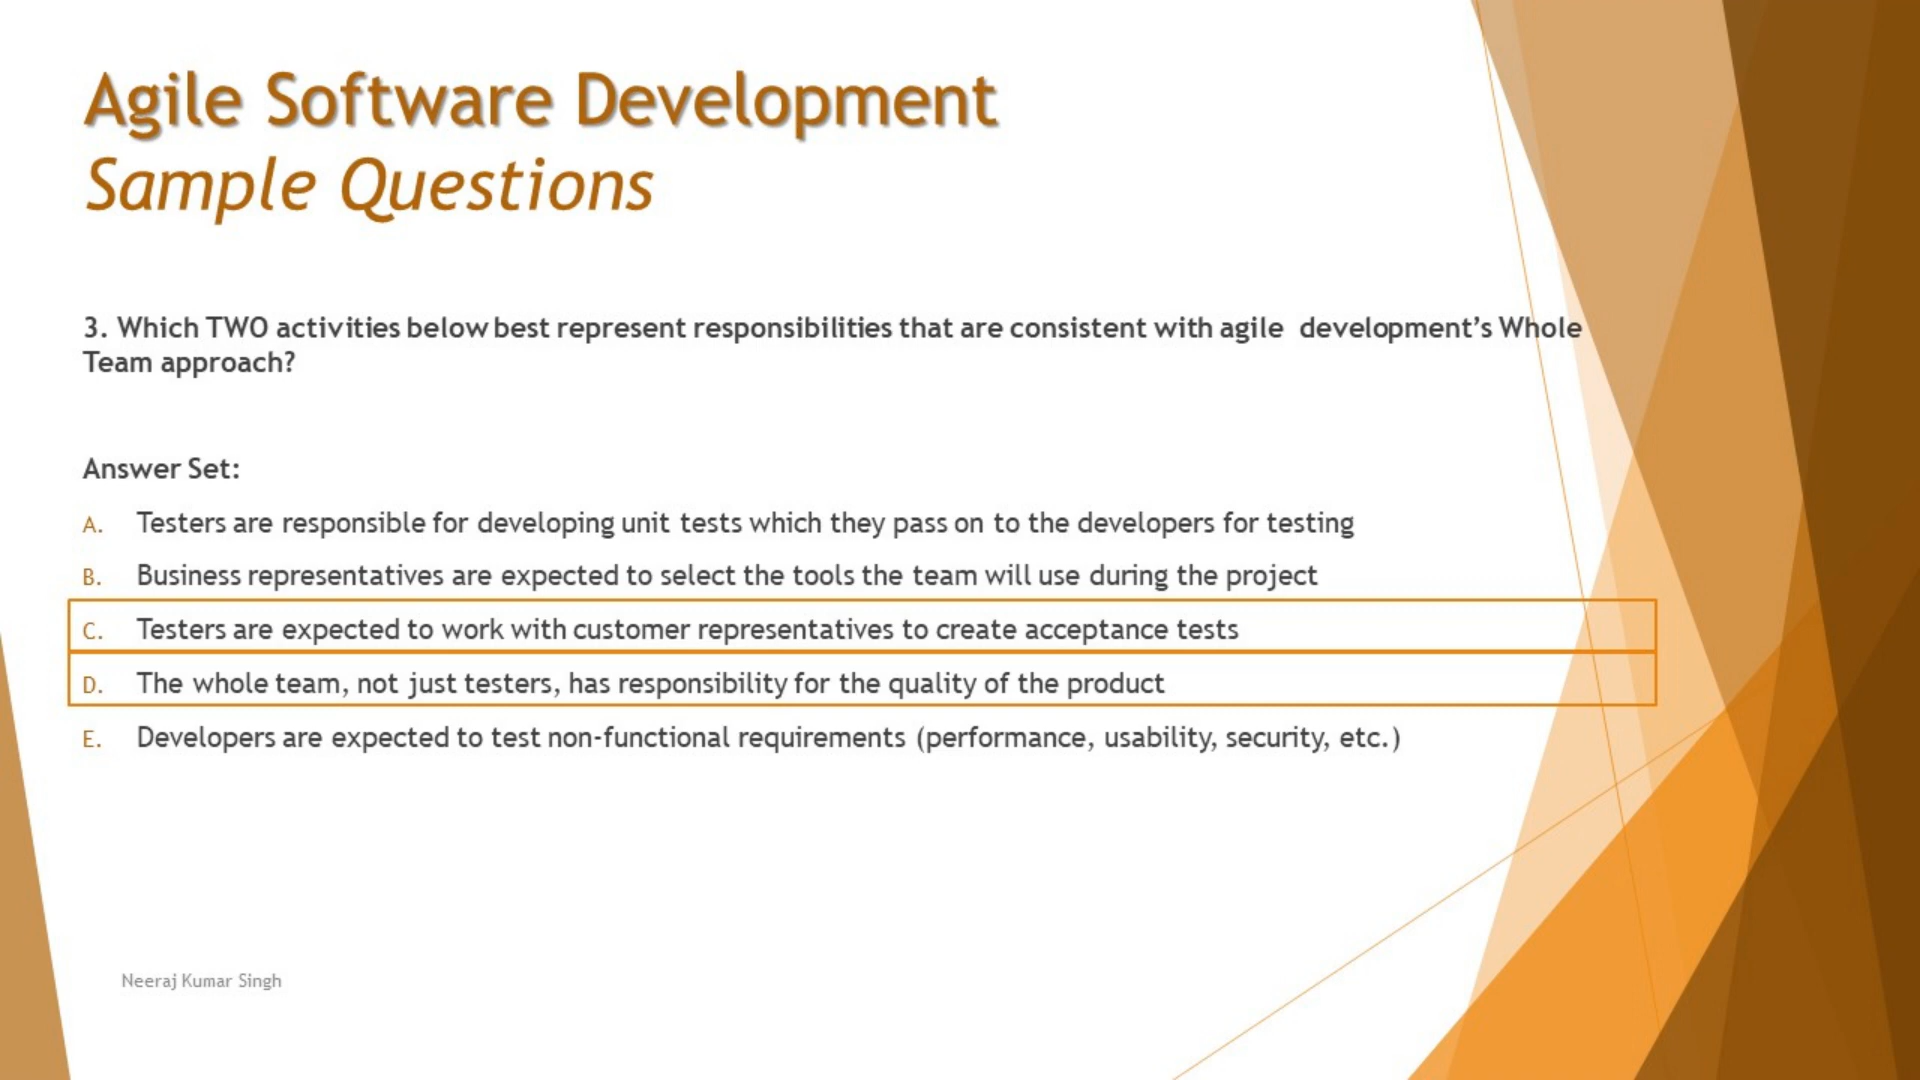 Agile Software Development
Sample Questions
3. Which TWO activities below best represent responsibilities that are consistent with agile development’s Whole
Team approach?
Answer Set:
A. Testers are responsible for developing unit tests which they pass on to the developers for testing
B. Business representatives are expected to select the tools the team will use during the project
C. Testers are expected to work with customer representatives to create acceptance tests
D. The whole team, not just testers, has responsibility for the quality of the product
E. Developers are expected to test non-functional requirements (performance, usability, security, etc.)
Neeraj Kumar Singh